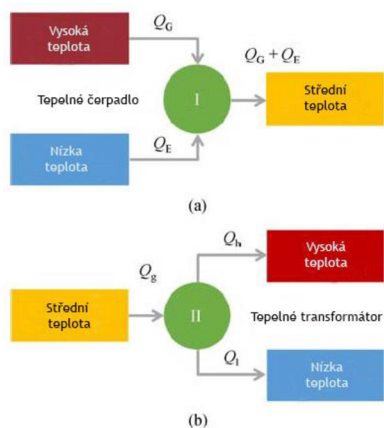 Vysoká
teplota
Q_G
Q_G + Q_E
Tepelné čerpadlo
I
Střední
teplota
Nízka
teplota
Q_E
(a)
Q_h
Vysoká
teplota
Q_g
Střední
teplota
II
Tepelné transformátor
Q_l
Nízka
teplota
(b)